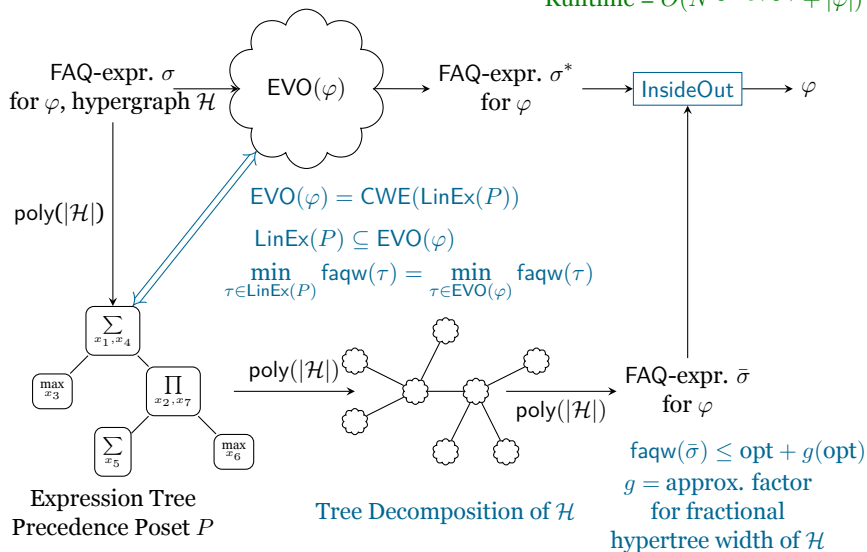 FAQ-expr. σ
for φ, hypergraph ℋ
EVO(φ)
FAQ-expr. σ*
for φ
InsideOut
φ
poly(|ℋ|)
EVO(φ) = CWE(LinEx(P))
LinEx(P) ⊆ EVO(φ)
min faqw(τ) = min faqw(τ)
τ∈LinEx(P) τ∈EVO(φ)
∑
x₁,x₄
max
x₃
∏
x₂,x₇
∑
x₅
max
x₆
poly(|ℋ|)
poly(|ℋ|)
FAQ-expr. σ̄
for φ
faqw(σ̄) ≤ opt + g(opt)
g = approx. factor
for fractional
hypertree width of ℋ
Expression Tree
Precedence Poset P
Tree Decomposition of ℋ